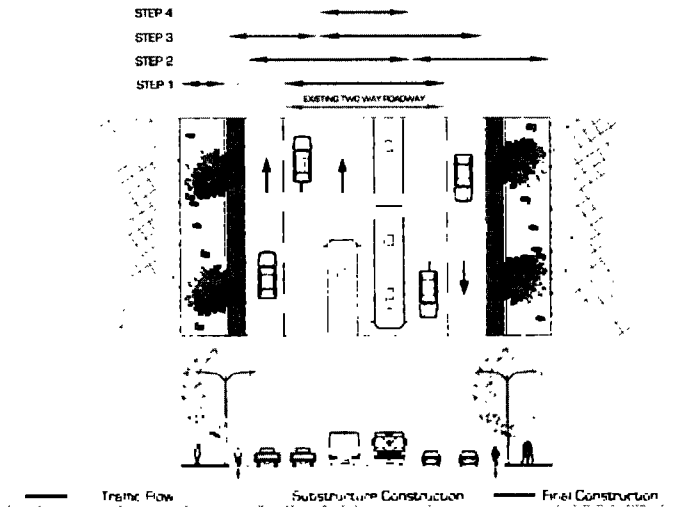 STEP 4
STEP 3
STEP 2
STEP 1
EXISTING TWO WAY ROADWAY
Traffic Flow Substructure Construction Final Construction